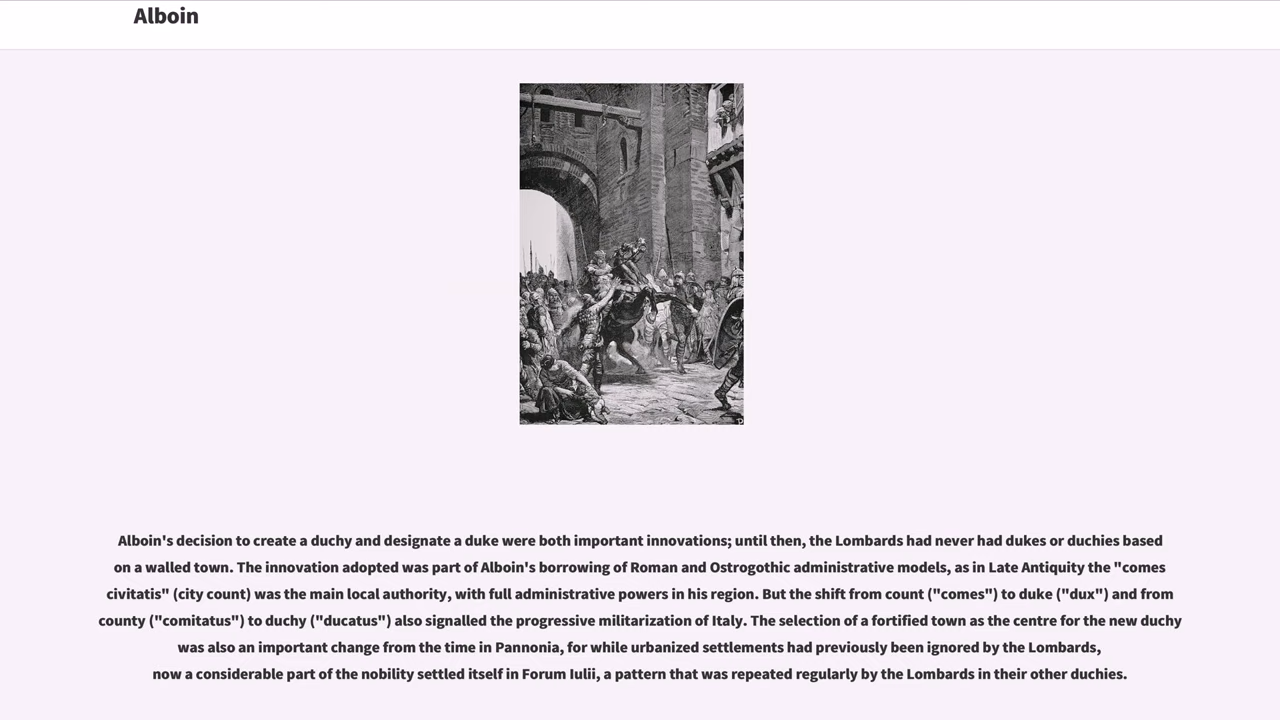 Alboin
Alboin's decision to create a duchy and designate a duke were both important innovations; until then, the Lombards had never had dukes or duchies based
on a walled town. The innovation adopted was part of Alboin's borrowing of Roman and Ostrogothic administrative models, as in Late Antiquity the "comes
civitatis" (city count) was the main local authority, with full administrative powers in his region. But the shift from count ("comes") to duke ("dux") and from
county ("comitatus") to duchy ("ducatus") also signalled the progressive militarization of Italy. The selection of a fortified town as the centre for the new duchy
was also an important change from the time in Pannonia, for while urbanized settlements had previously been ignored by the Lombards,
now a considerable part of the nobility settled itself in Forum Iulii, a pattern that was repeated regularly by the Lombards in their other duchies.